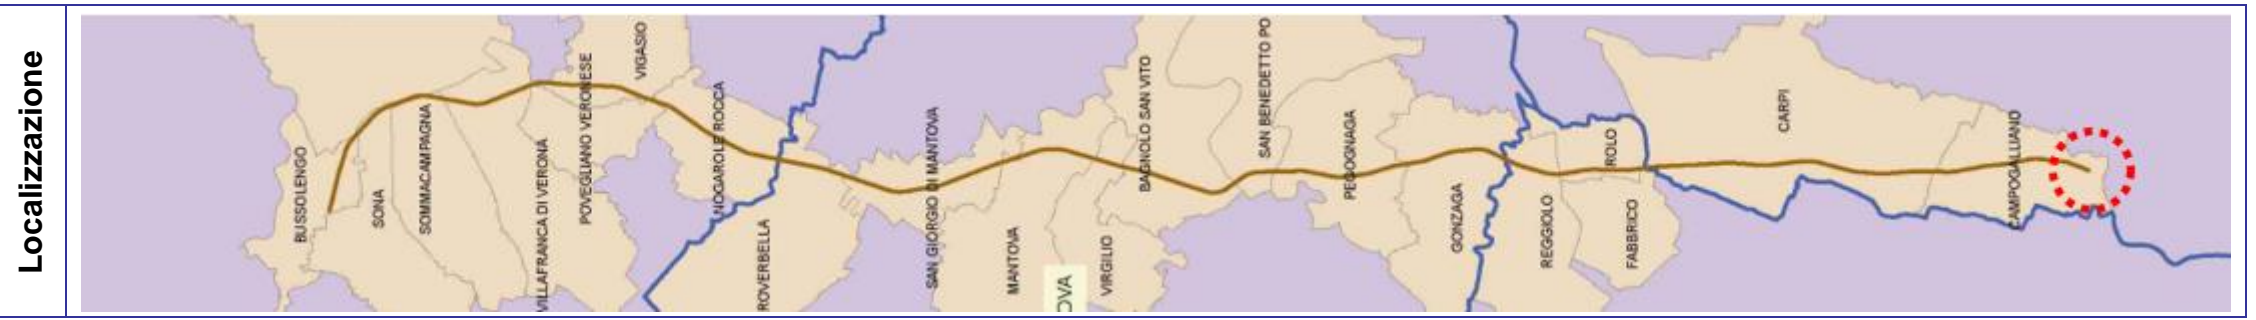 Localizzazione
BUSSOLENGO
SONA
SOMMACAMPAGNA
VILLAFRANCA DI VERONA
POVEGLIANO VERONESE
VIGASIO
NOGAROLE ROCCA
ROVERBELLA
SAN GIORGIO DI MANTOVA
MANTOVA
OVA
VIRGILIO
BAGNOLO SAN VITO
SAN BENEDETTO PO
PEGOGNAGA
GONZAGA
REGGIOLO
ROLO
FABBRICO
CARPI
CAMPOGALLIANO